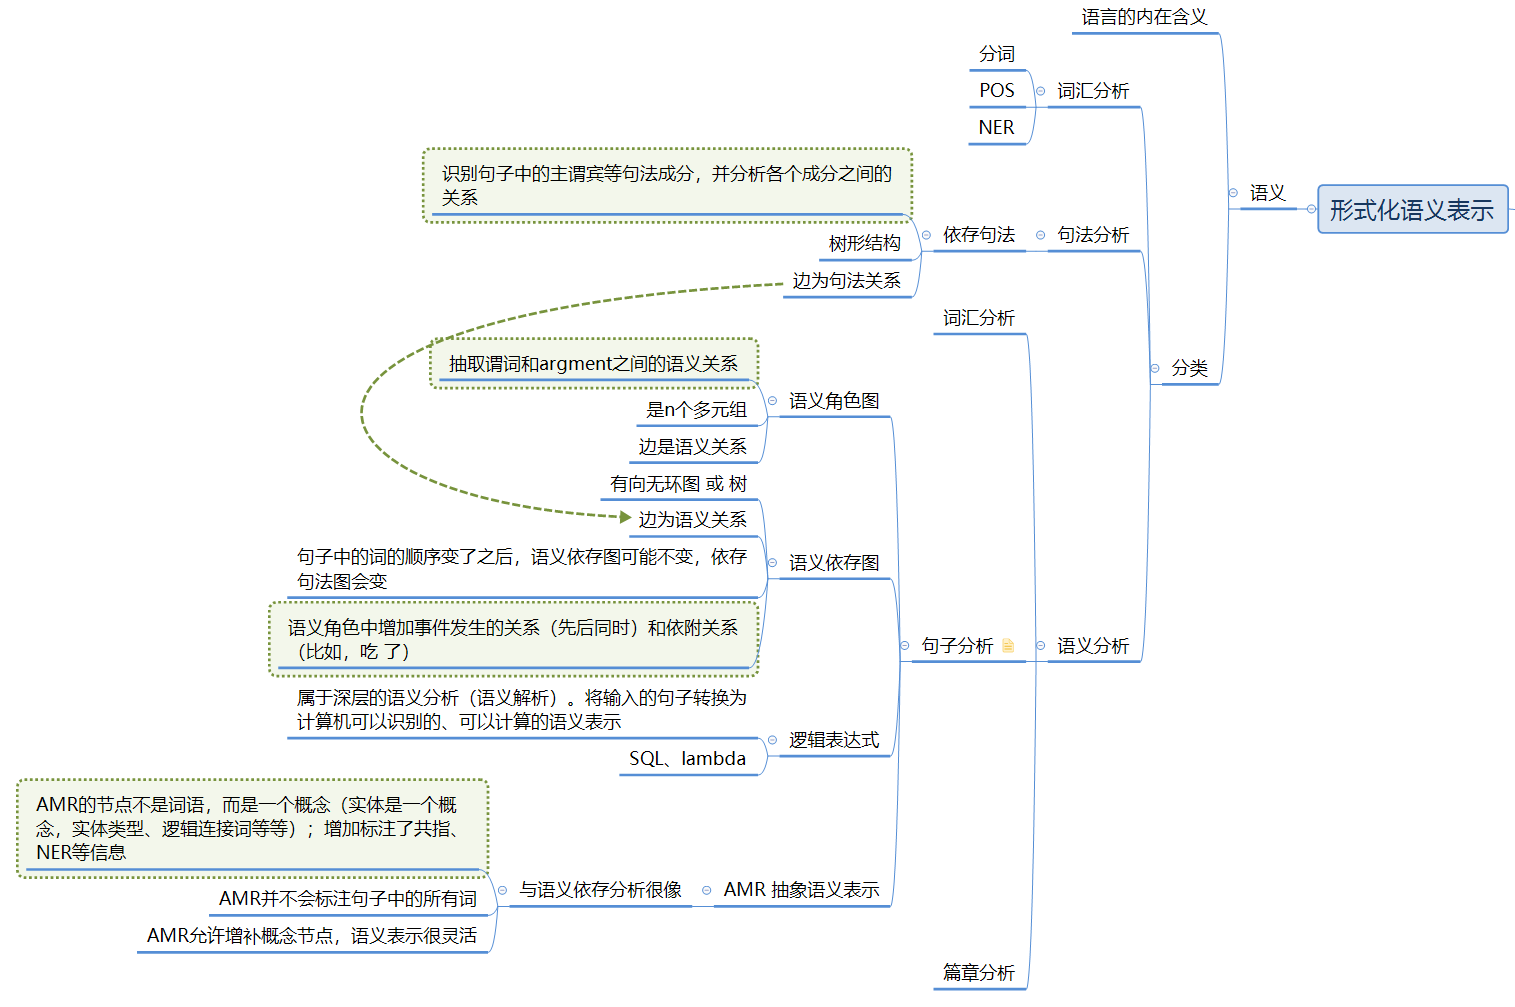 形式化语义表示
语义
语言的内在含义
分类
词汇分析
分词
POS
NER
句法分析
依存句法
识别句子中的主谓宾等句法成分，并分析各个成分之间的
关系
树形结构
边为句法关系
语义分析
词汇分析
句子分析
语义角色图
抽取谓词和argment之间的语义关系
是n个多元组
边是语义关系
语义依存图
有向无环图 或 树
边为语义关系
句子中的词的顺序变了之后，语义依存图可能不变，依存
句法图会变
语义角色中增加事件发生的关系（先后同时）和依附关系
（比如，吃 了）
逻辑表达式
属于深层的语义分析（语义解析）。将输入的句子转换为
计算机可以识别的、可以计算的语义表示
SQL、lambda
AMR 抽象语义表示
与语义依存分析很像
AMR的节点不是词语，而是一个概念（实体是一个概
念，实体类型、逻辑连接词等等）；增加标注了共指、
NER等信息
AMR并不会标注句子中的所有词
AMR允许增补概念节点，语义表示很灵活
篇章分析